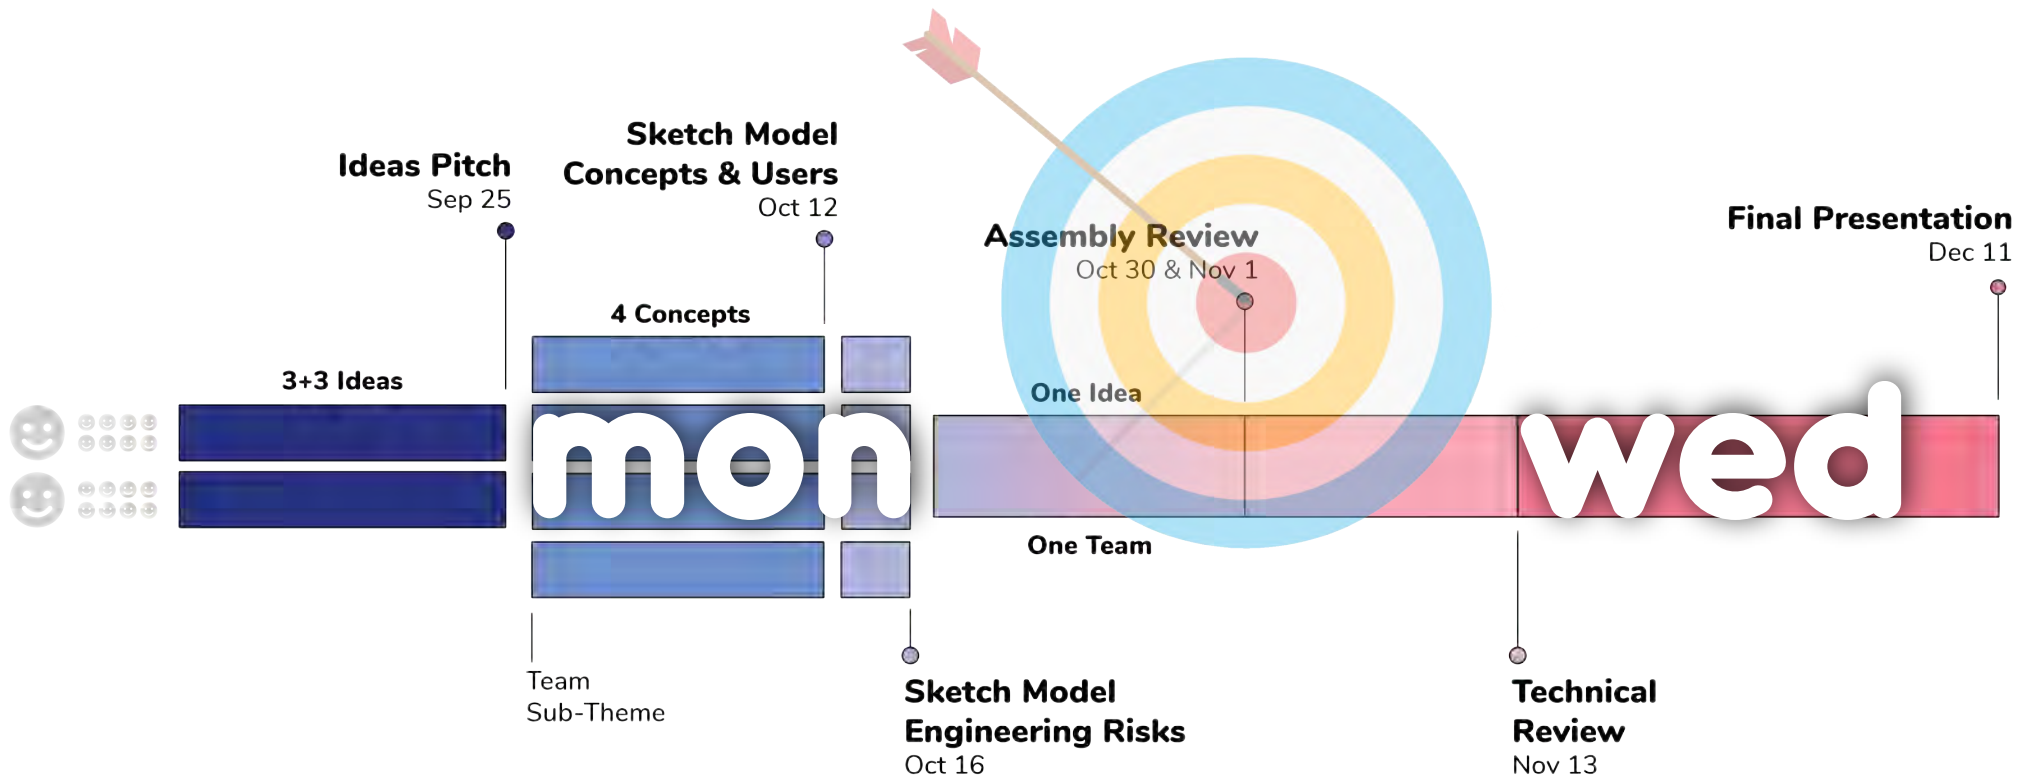 Ideas Pitch
Sep 25
Sketch Model
Concepts & Users
Oct 12
Assembly Review
Oct 30 & Nov 1
Final Presentation
Dec 11
3+3 Ideas
4 Concepts
One Idea
mon
wed
One Team
Team
Sub-Theme
Sketch Model
Engineering Risks
Oct 16
Technical
Review
Nov 13